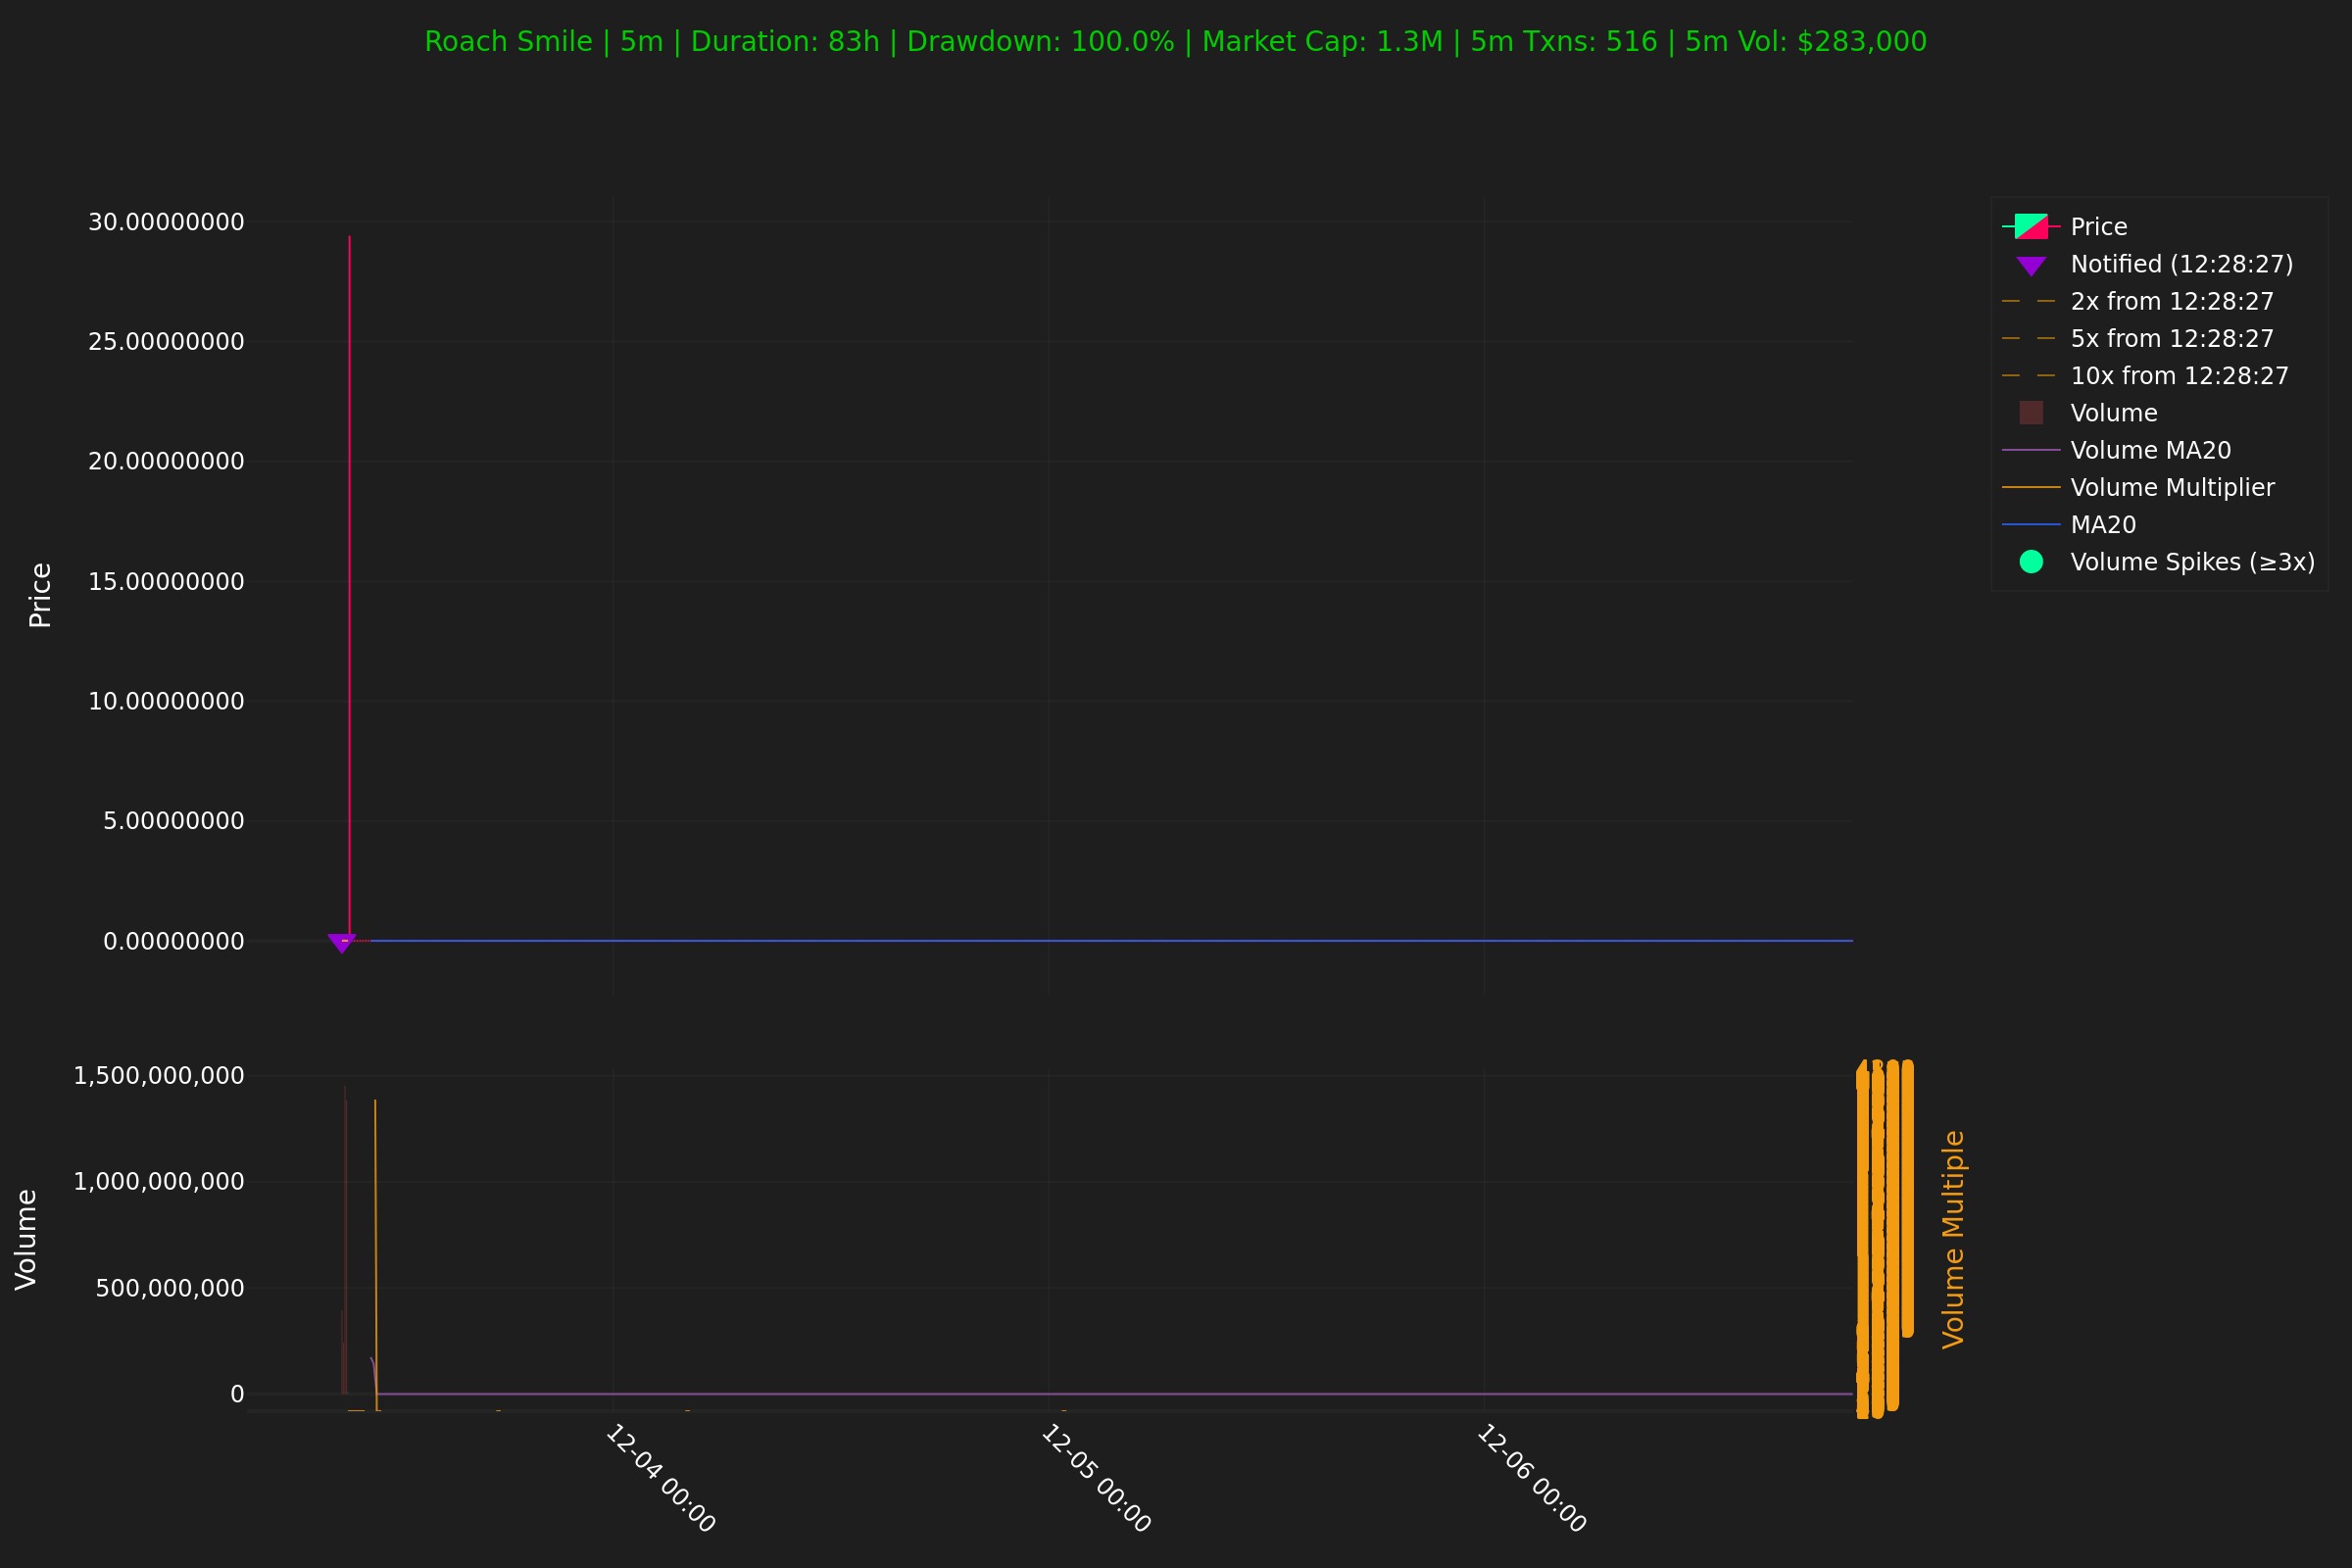 Roach Smile | 5m | Duration: 83h | Drawdown: 100.0% | Market Cap: 1.3M | 5m Txns: 516 | 5m Vol: $283,000
Price
30.00000000
25.00000000
20.00000000
15.00000000
10.00000000
5.00000000
0.00000000
Price
Notified (12:28:27)
2x from 12:28:27
5x from 12:28:27
10x from 12:28:27
Volume
Volume MA20
Volume Multiplier
MA20
Volume Spikes (≥3x)
Volume
1,500,000,000
1,000,000,000
500,000,000
0
Volume Multiple
12-04 00:00
12-05 00:00
12-06 00:00